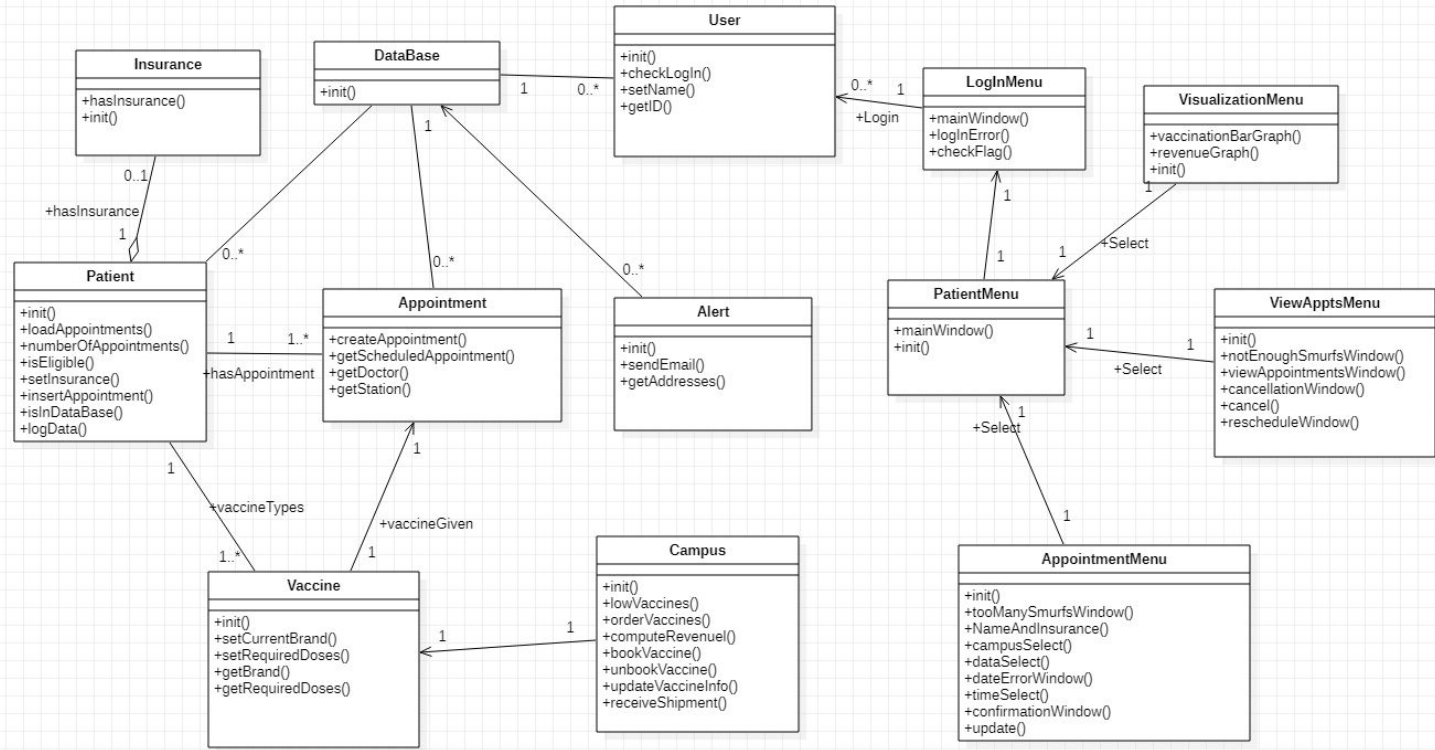 User
+init()
+checkLogIn()
+setName()
+getID()
DataBase
+init()
Insurance
+hasInsurance()
+init()
LogInMenu
+mainWindow()
+logInError()
+checkFlag()
VisualizationMenu
+vaccinationBarGraph()
+revenueGraph()
+init()
1
0..*
0..*
1
+Login
1
0..1
+hasInsurance
1
0..*
0..*
0..*
1
1
1
+Select
1
Patient
+init()
+loadAppointments()
+numberOfAppointments()
+isEligible()
+setInsurance()
+insertAppointment()
+isInDataBase()
+logData()
1
1..*
+hasAppointment
Appointment
+createAppointment()
+getScheduledAppointment()
+getDoctor()
+getStation()
Alert
+init()
+sendEmail()
+getAddresses()
PatientMenu
+mainWindow()
+init()
1
1
+Select
ViewApptsMenu
+init()
+notEnoughSmurfsWindow()
+viewAppointmentsWindow()
+cancellationWindow()
+cancel()
+rescheduleWindow()
1
+Select
1
1
+vaccineTypes
1..*
1
+vaccineGiven
1
Vaccine
+init()
+setCurrentBrand()
+setRequiredDoses()
+getBrand()
+getRequiredDoses()
1
1
Campus
+init()
+lowVaccines()
+orderVaccines()
+computeRevenuel()
+bookVaccine()
+unbookVaccine()
+updateVaccineInfo()
+receiveShipment()
AppointmentMenu
+init()
+tooManySmurfsWindow()
+NameAndInsurance()
+campusSelect()
+dataSelect()
+dateErrorWindow()
+timeSelect()
+confirmationWindow()
+update()